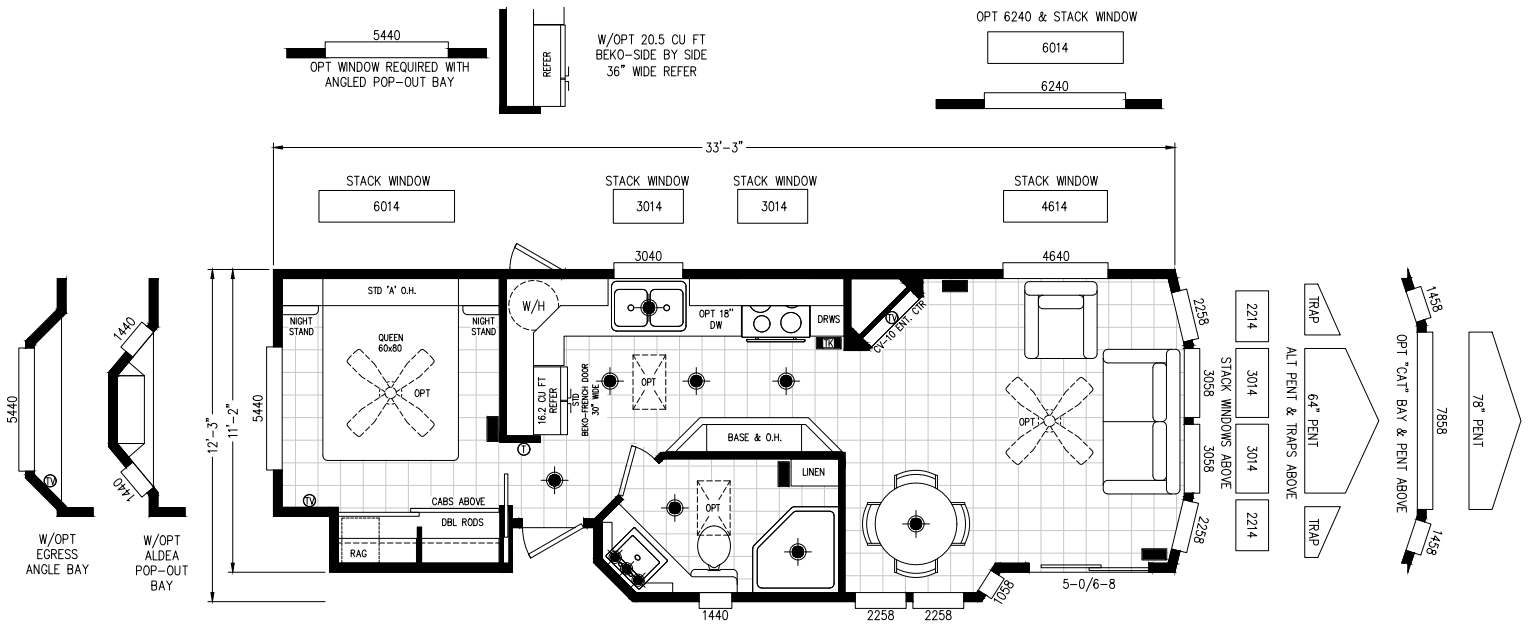 5440
OPT WINDOW REQUIRED WITH
ANGLED POP-OUT BAY
REFER
W/OPT 20.5 CU FT
BEKO-SIDE BY SIDE
36" WIDE REFER
OPT 6240 & STACK WINDOW
6014
6240
33'-3"
STACK WINDOW
6014
STACK WINDOW
3014
STACK WINDOW
3014
STACK WINDOW
4614
3040
4640
12'-3"
11'-2"
5440
STD 'A' O.H.
NIGHT
STAND
NIGHT
STAND
QUEEN
60x80
OPT
TV
CABS ABOVE
DBL RODS
RAG
W/H
16.2 CU FT
REFER
STD
BEKO-FRENCH DOOR
30" WIDE
T
OPT
OPT 18"
DW
DRWS
TK
TV
CV-10 ENT. CTR
BASE & O.H.
LINEN
OPT
1440
OPT
2258
3058
3058
2258
STACK WINDOWS ABOVE
2258
2258
1058
5-0/6-8
2214
3014
3014
2214
ALT PENT & TRAPS ABOVE
TRAP
64" PENT
TRAP
OPT "CAT" BAY & PENT ABOVE
1458
7858
1458
78" PENT
5440
TV
W/OPT
EGRESS
ANGLE BAY
1440
1440
W/OPT
ALDEA
POP-OUT
BAY